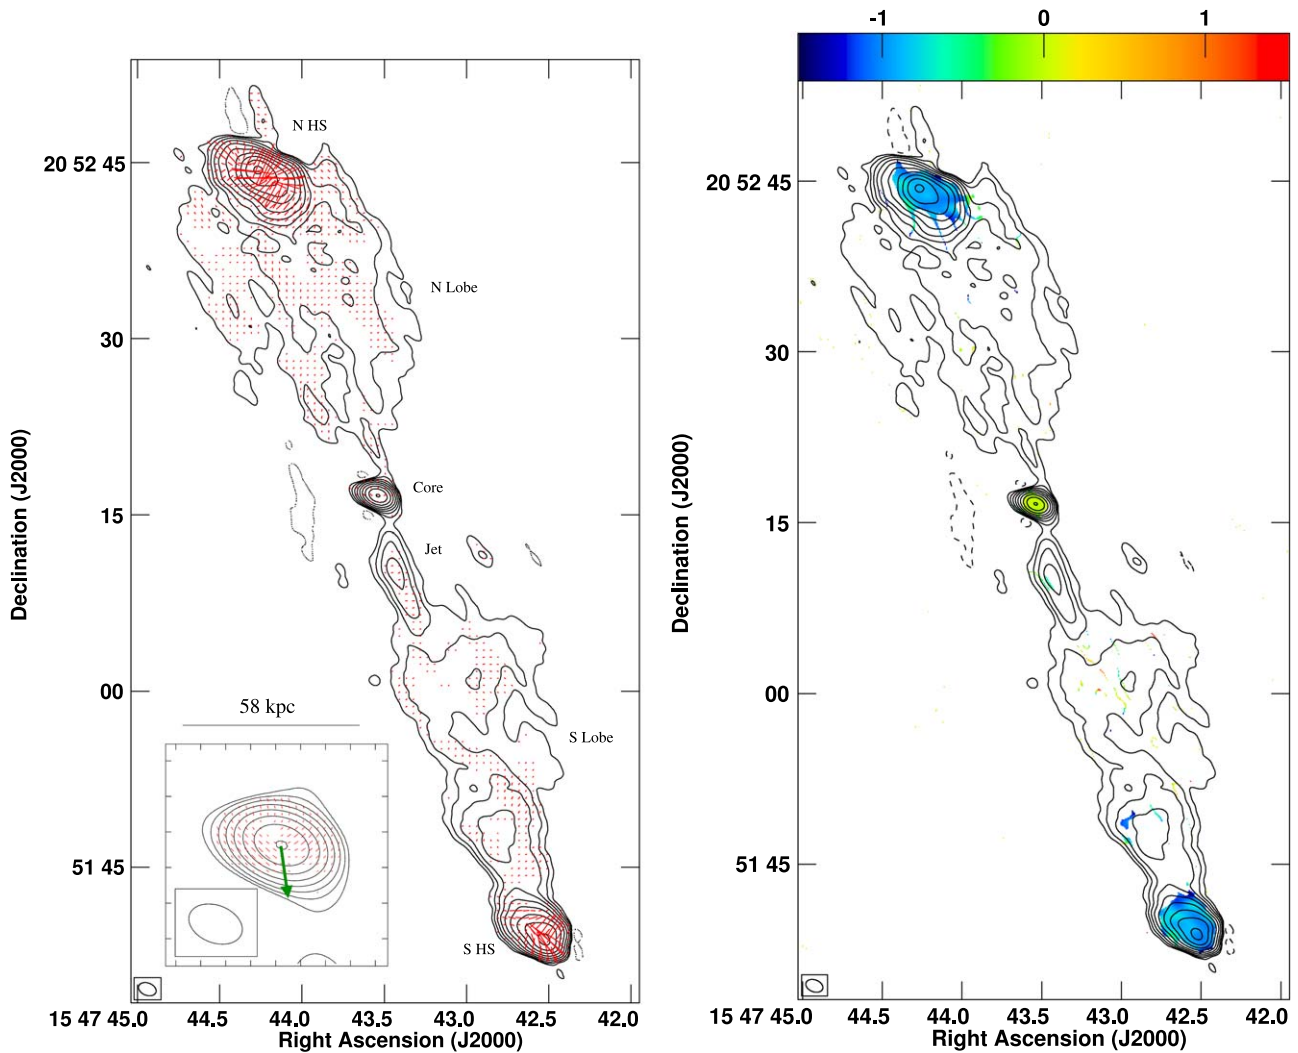 -1 0 1
N HS
20 52 45
N Lobe
30
Core
15
Jet
00
58 kpc
S Lobe
51 45
S HS
15 47 45.0 44.5 44.0 43.5 43.0 42.5 42.0
Right Ascension (J2000)
Declination (J2000)
20 52 45
30
15
00
51 45
15 47 45.0 44.5 44.0 43.5 43.0 42.5 42.0
Right Ascension (J2000)
Declination (J2000)